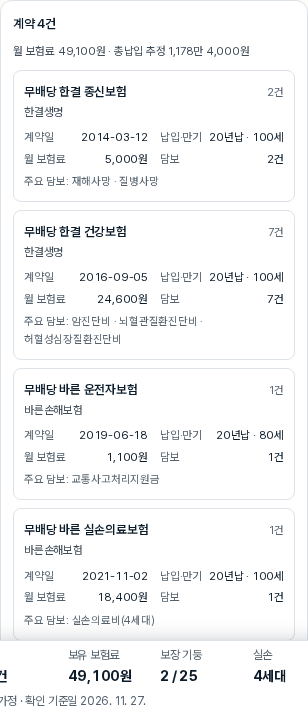 계약 4건
월 보험료 49,100원 · 총납입 추정 1,178만 4,000원
무배당 한결 종신보험 2건
한결생명
계약일 2014-03-12 납입·만기 20년납 · 100세
월 보험료 5,000원 담보 2건
주요 담보: 재해사망 · 질병사망
무배당 한결 건강보험 7건
한결생명
계약일 2016-09-05 납입·만기 20년납 · 100세
월 보험료 24,600원 담보 7건
주요 담보: 암진단비 · 뇌혈관질환진단비 ·
허혈성심장질환진단비
무배당 바른 운전자보험 1건
바른손해보험
계약일 2019-06-18 납입·만기 20년납 · 80세
월 보험료 1,100원 담보 1건
주요 담보: 교통사고처리지원금
무배당 바른 실손의료보험 1건
바른손해보험
계약일 2021-11-02 납입·만기 20년납 · 100세
월 보험료 18,400원 담보 1건
주요 담보: 실손의료비(4세대)
보유 보험료 보장 기둥 실손
건 49,100원 2 / 25 4세대
가정 · 확인 기준일 2026. 11. 27.